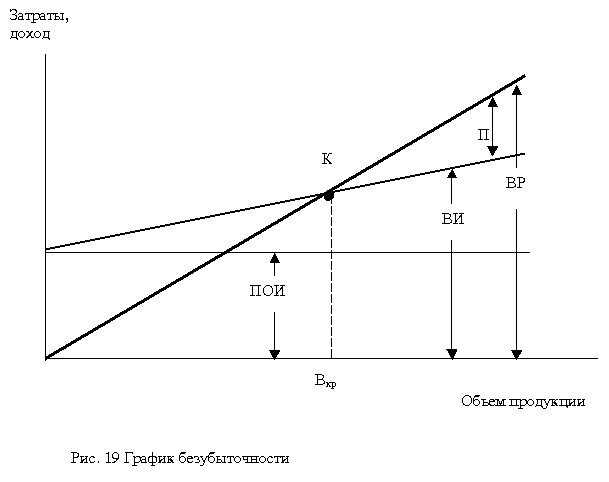 Затраты,
доход
К
П
ВР
ВИ
ПОИ
Вкр
Объем продукции
Рис. 19 График безубыточности